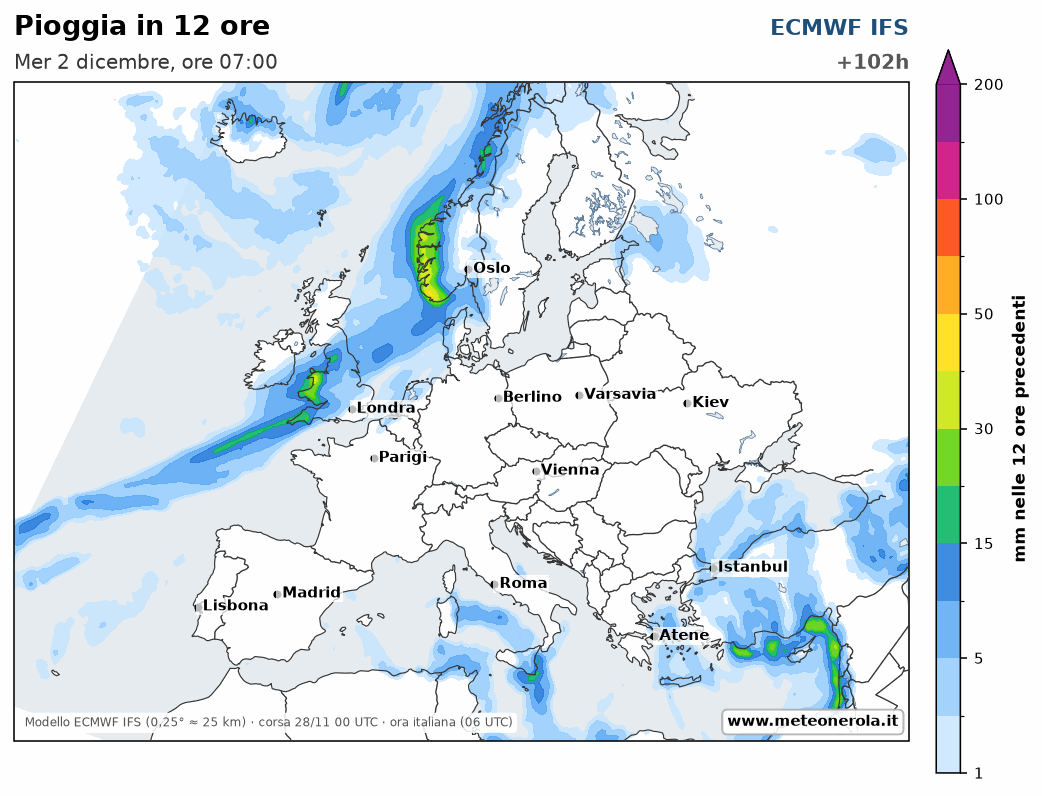 Pioggia in 12 ore
ECMWF IFS
Mer 2 dicembre, ore 07:00
+102h
200
100
50
30
15
5
1
mm nelle 12 ore precedenti
Oslo
Berlino
Varsavia
Kiev
Londra
Parigi
Vienna
Istanbul
Roma
Madrid
Lisbona
Atene
Modello ECMWF IFS (0,25° ≈ 25 km) · corsa 28/11 00 UTC · ora italiana (06 UTC)
www.meteonerola.it